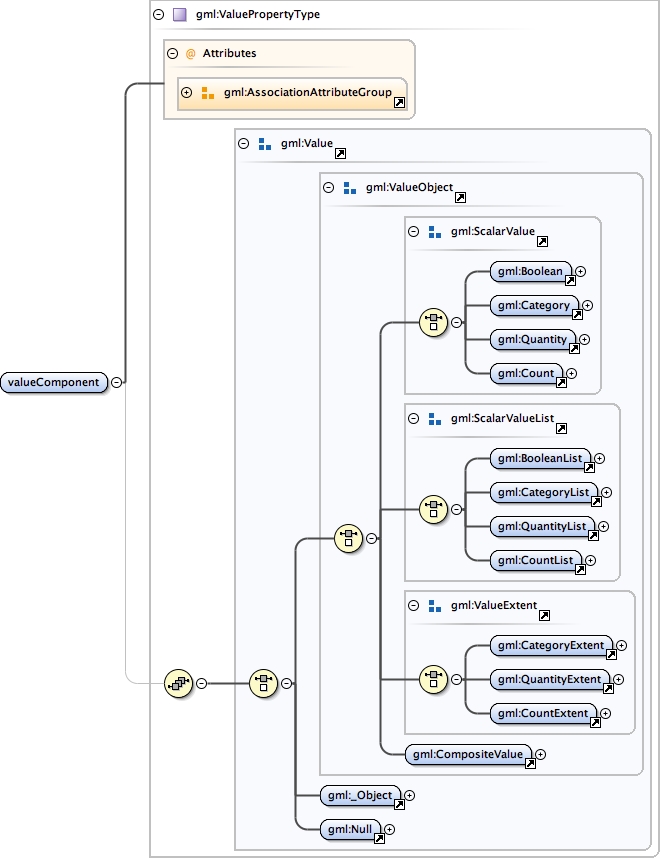 gml:ValuePropertyType
@ Attributes
gml:AssociationAttributeGroup
gml:Value
gml:ValueObject
gml:ScalarValue
gml:Boolean
gml:Category
gml:Quantity
gml:Count
valueComponent
gml:ScalarValueList
gml:BooleanList
gml:CategoryList
gml:QuantityList
gml:CountList
gml:ValueExtent
gml:CategoryExtent
gml:QuantityExtent
gml:CountExtent
gml:CompositeValue
gml:_Object
gml:Null